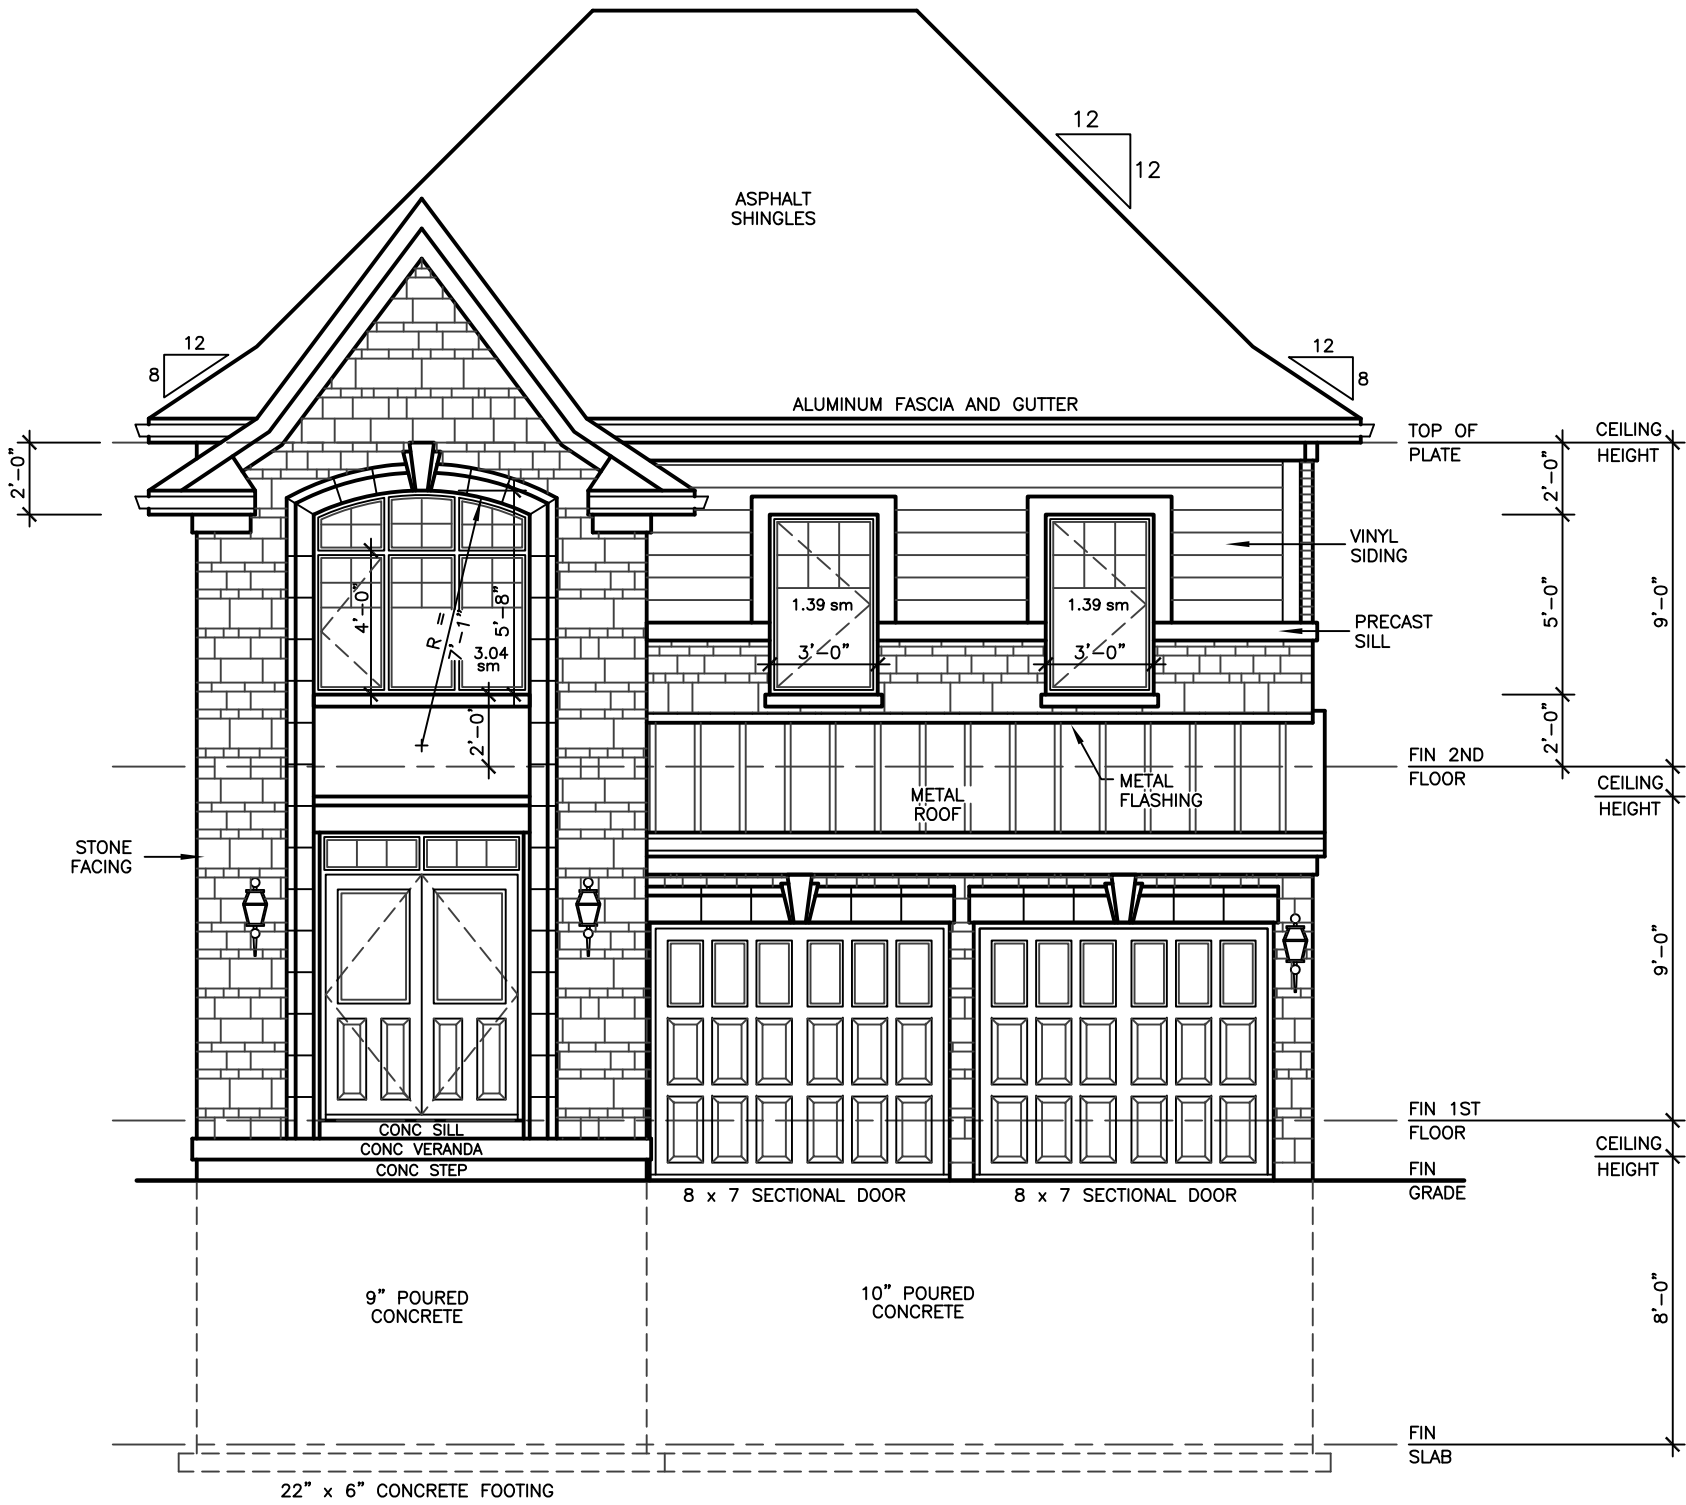 12
12
ASPHALT
SHINGLES
12
8
12
8
ALUMINUM FASCIA AND GUTTER
TOP OF
PLATE
CEILING
HEIGHT
2'-0"
2'-0"
VINYL
SIDING
4'-0"
R =
7'-1"
5'-8"
3.04
sm
1.39 sm
1.39 sm
5'-0"
9'-0"
PRECAST
SILL
3'-0"
3'-0"
2'-0"
2'-0"
FIN 2ND
FLOOR
METAL
FLASHING
METAL
ROOF
CEILING
HEIGHT
STONE
FACING
9'-0"
FIN 1ST
FLOOR
CONC SILL
CONC VERANDA
CONC STEP
CEILING
HEIGHT
FIN
GRADE
8 x 7 SECTIONAL DOOR
8 x 7 SECTIONAL DOOR
9" POURED
CONCRETE
10" POURED
CONCRETE
8'-0"
FIN
SLAB
22" x 6" CONCRETE FOOTING